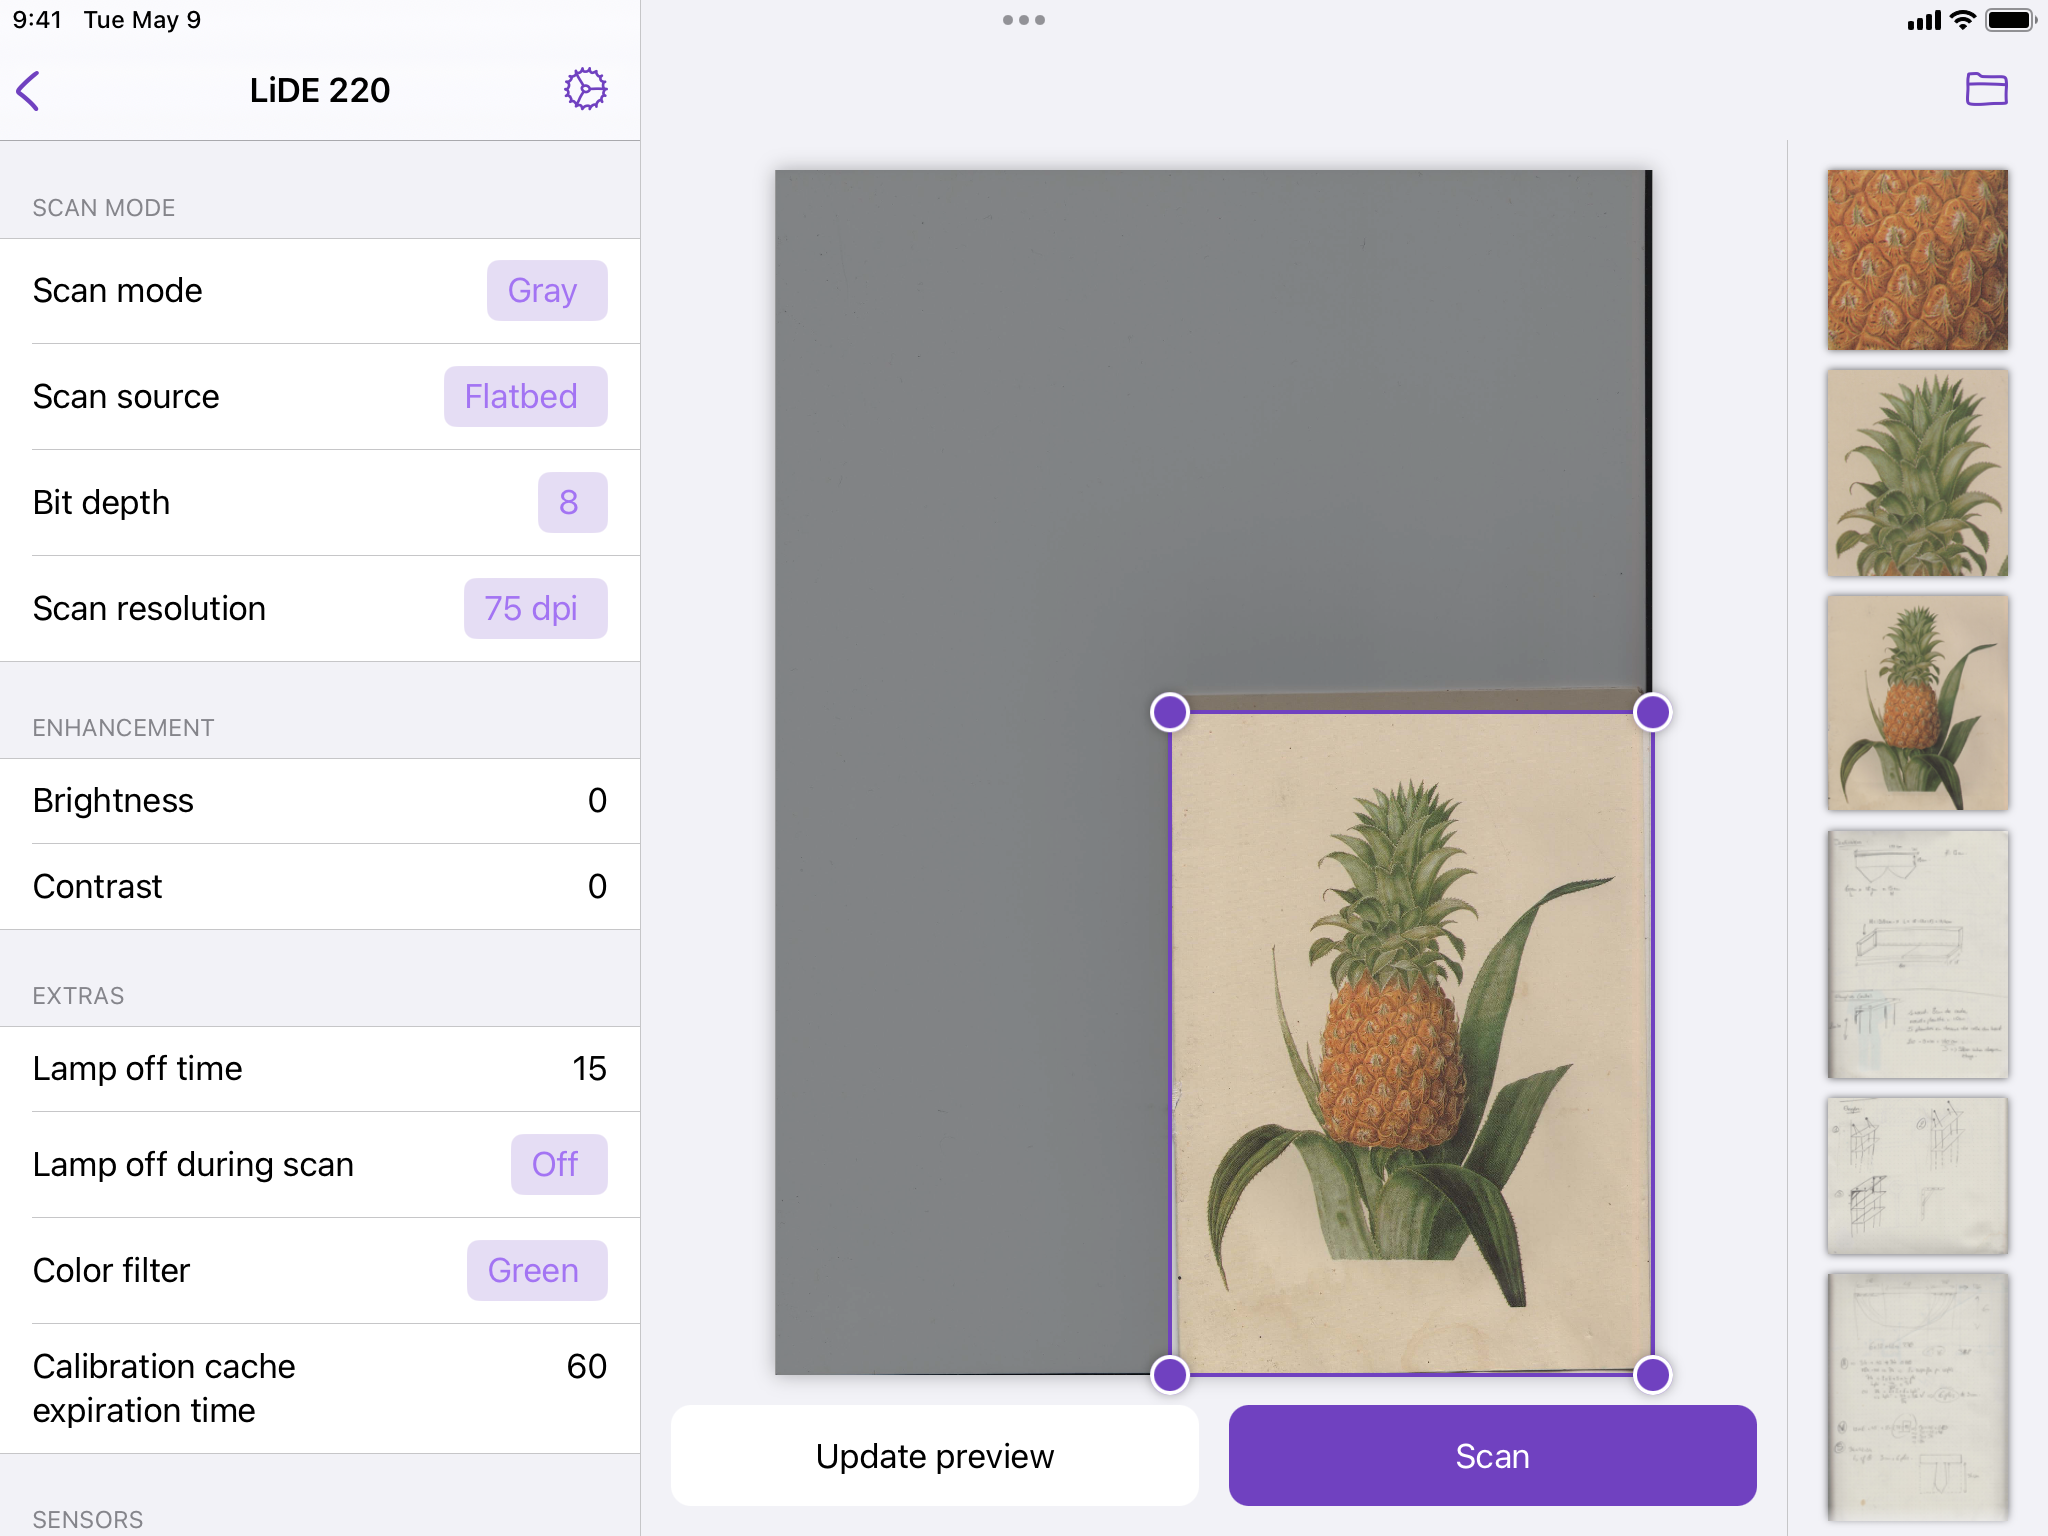 9:41 Tue May 9
LiDE 220
SCAN MODE
Scan mode Gray
Scan source Flatbed
Bit depth 8
Scan resolution 75 dpi
ENHANCEMENT
Brightness 0
Contrast 0
EXTRAS
Lamp off time 15
Lamp off during scan Off
Color filter Green
Calibration cache 60
expiration time
SENSORS
Update preview
Scan